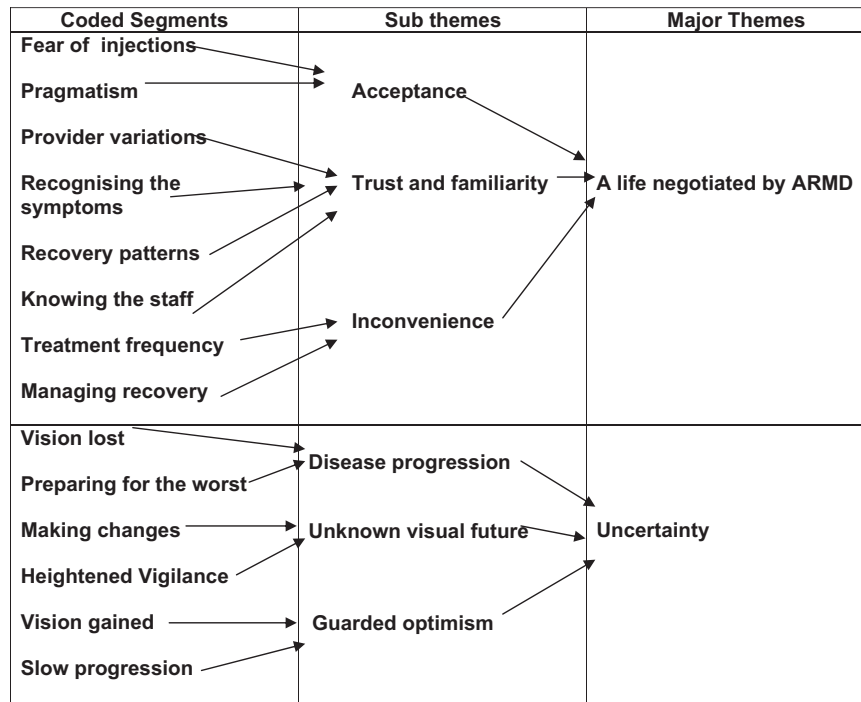 Coded Segments Sub themes Major Themes
Fear of injections
Pragmatism Acceptance
Provider variations
Recognising the
symptoms
Trust and familiarity A life negotiated by ARMD
Recovery patterns
Knowing the staff
Inconvenience
Treatment frequency
Managing recovery
Vision lost
Disease progression
Preparing for the worst
Making changes Unknown visual future Uncertainty
Heightened Vigilance
Vision gained Guarded optimism
Slow progression